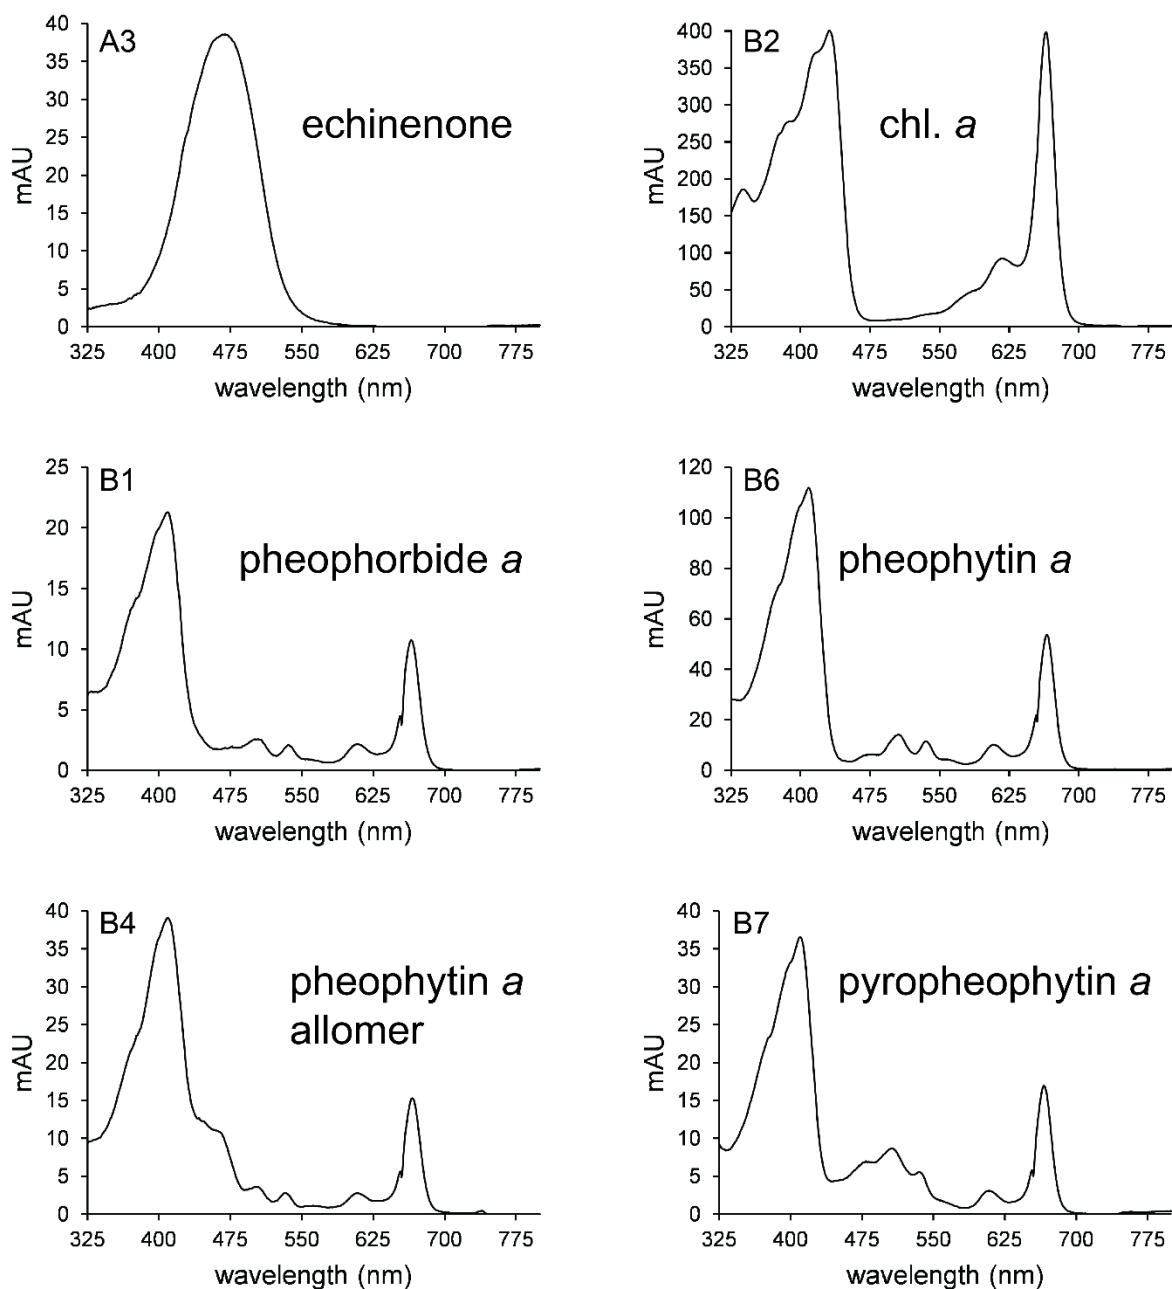 A3
echinenone
mAU
40
35
30
25
20
15
10
5
0
325 400 475 550 625 700 775
wavelength (nm)
B2
chl. a
mAU
400
350
300
250
200
150
100
50
0
325 400 475 550 625 700 775
wavelength (nm)
B1
pheophorbide a
mAU
25
20
15
10
5
0
325 400 475 550 625 700 775
wavelength (nm)
B6
pheophytin a
mAU
120
100
80
60
40
20
0
325 400 475 550 625 700 775
wavelength (nm)
B4
pheophytin a
allomer
mAU
40
35
30
25
20
15
10
5
0
325 400 475 550 625 700 775
wavelength (nm)
B7
pyropheophytin a
mAU
40
35
30
25
20
15
10
5
0
325 400 475 550 625 700 775
wavelength (nm)